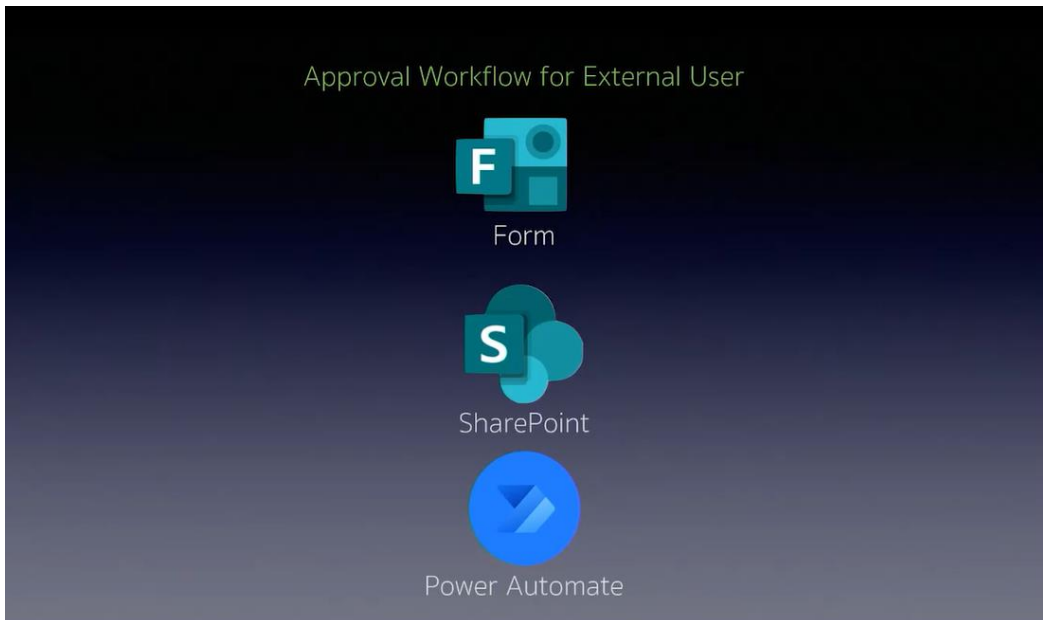 Approval Workflow for External User
F
Form
S
SharePoint
Power Automate